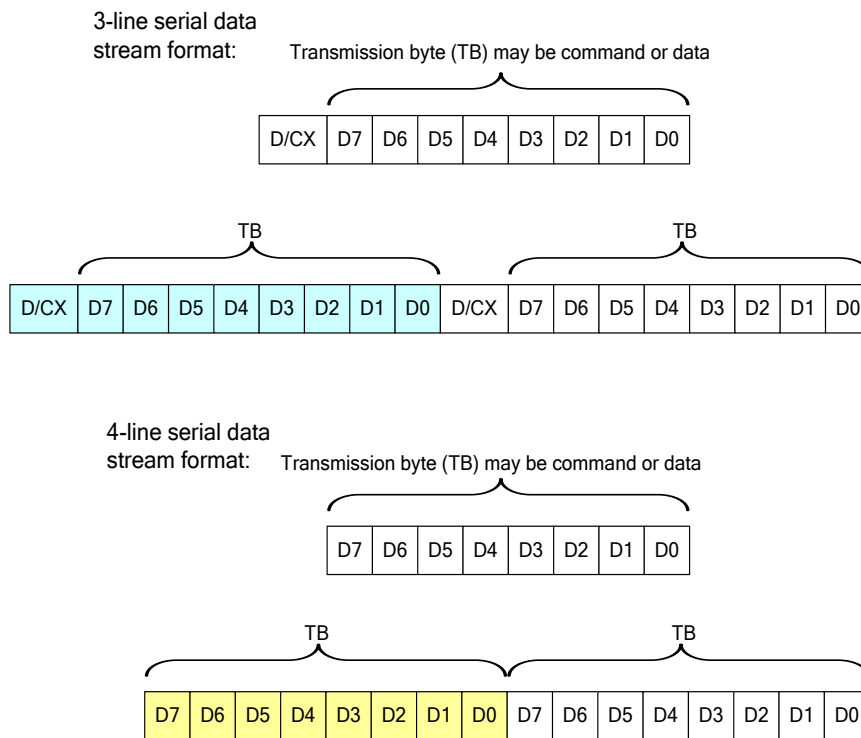 3-line serial data
stream format:
Transmission byte (TB) may be command or data
D/CX D7 D6 D5 D4 D3 D2 D1 D0
TB TB
D/CX D7 D6 D5 D4 D3 D2 D1 D0 D/CX D7 D6 D5 D4 D3 D2 D1 D0
4-line serial data
stream format:
Transmission byte (TB) may be command or data
D7 D6 D5 D4 D3 D2 D1 D0
TB TB
D7 D6 D5 D4 D3 D2 D1 D0 D7 D6 D5 D4 D3 D2 D1 D0